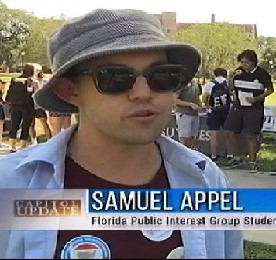 SAMUEL APPEL
CAPITOL
UPDATE
Florida Public Interest Group Studen